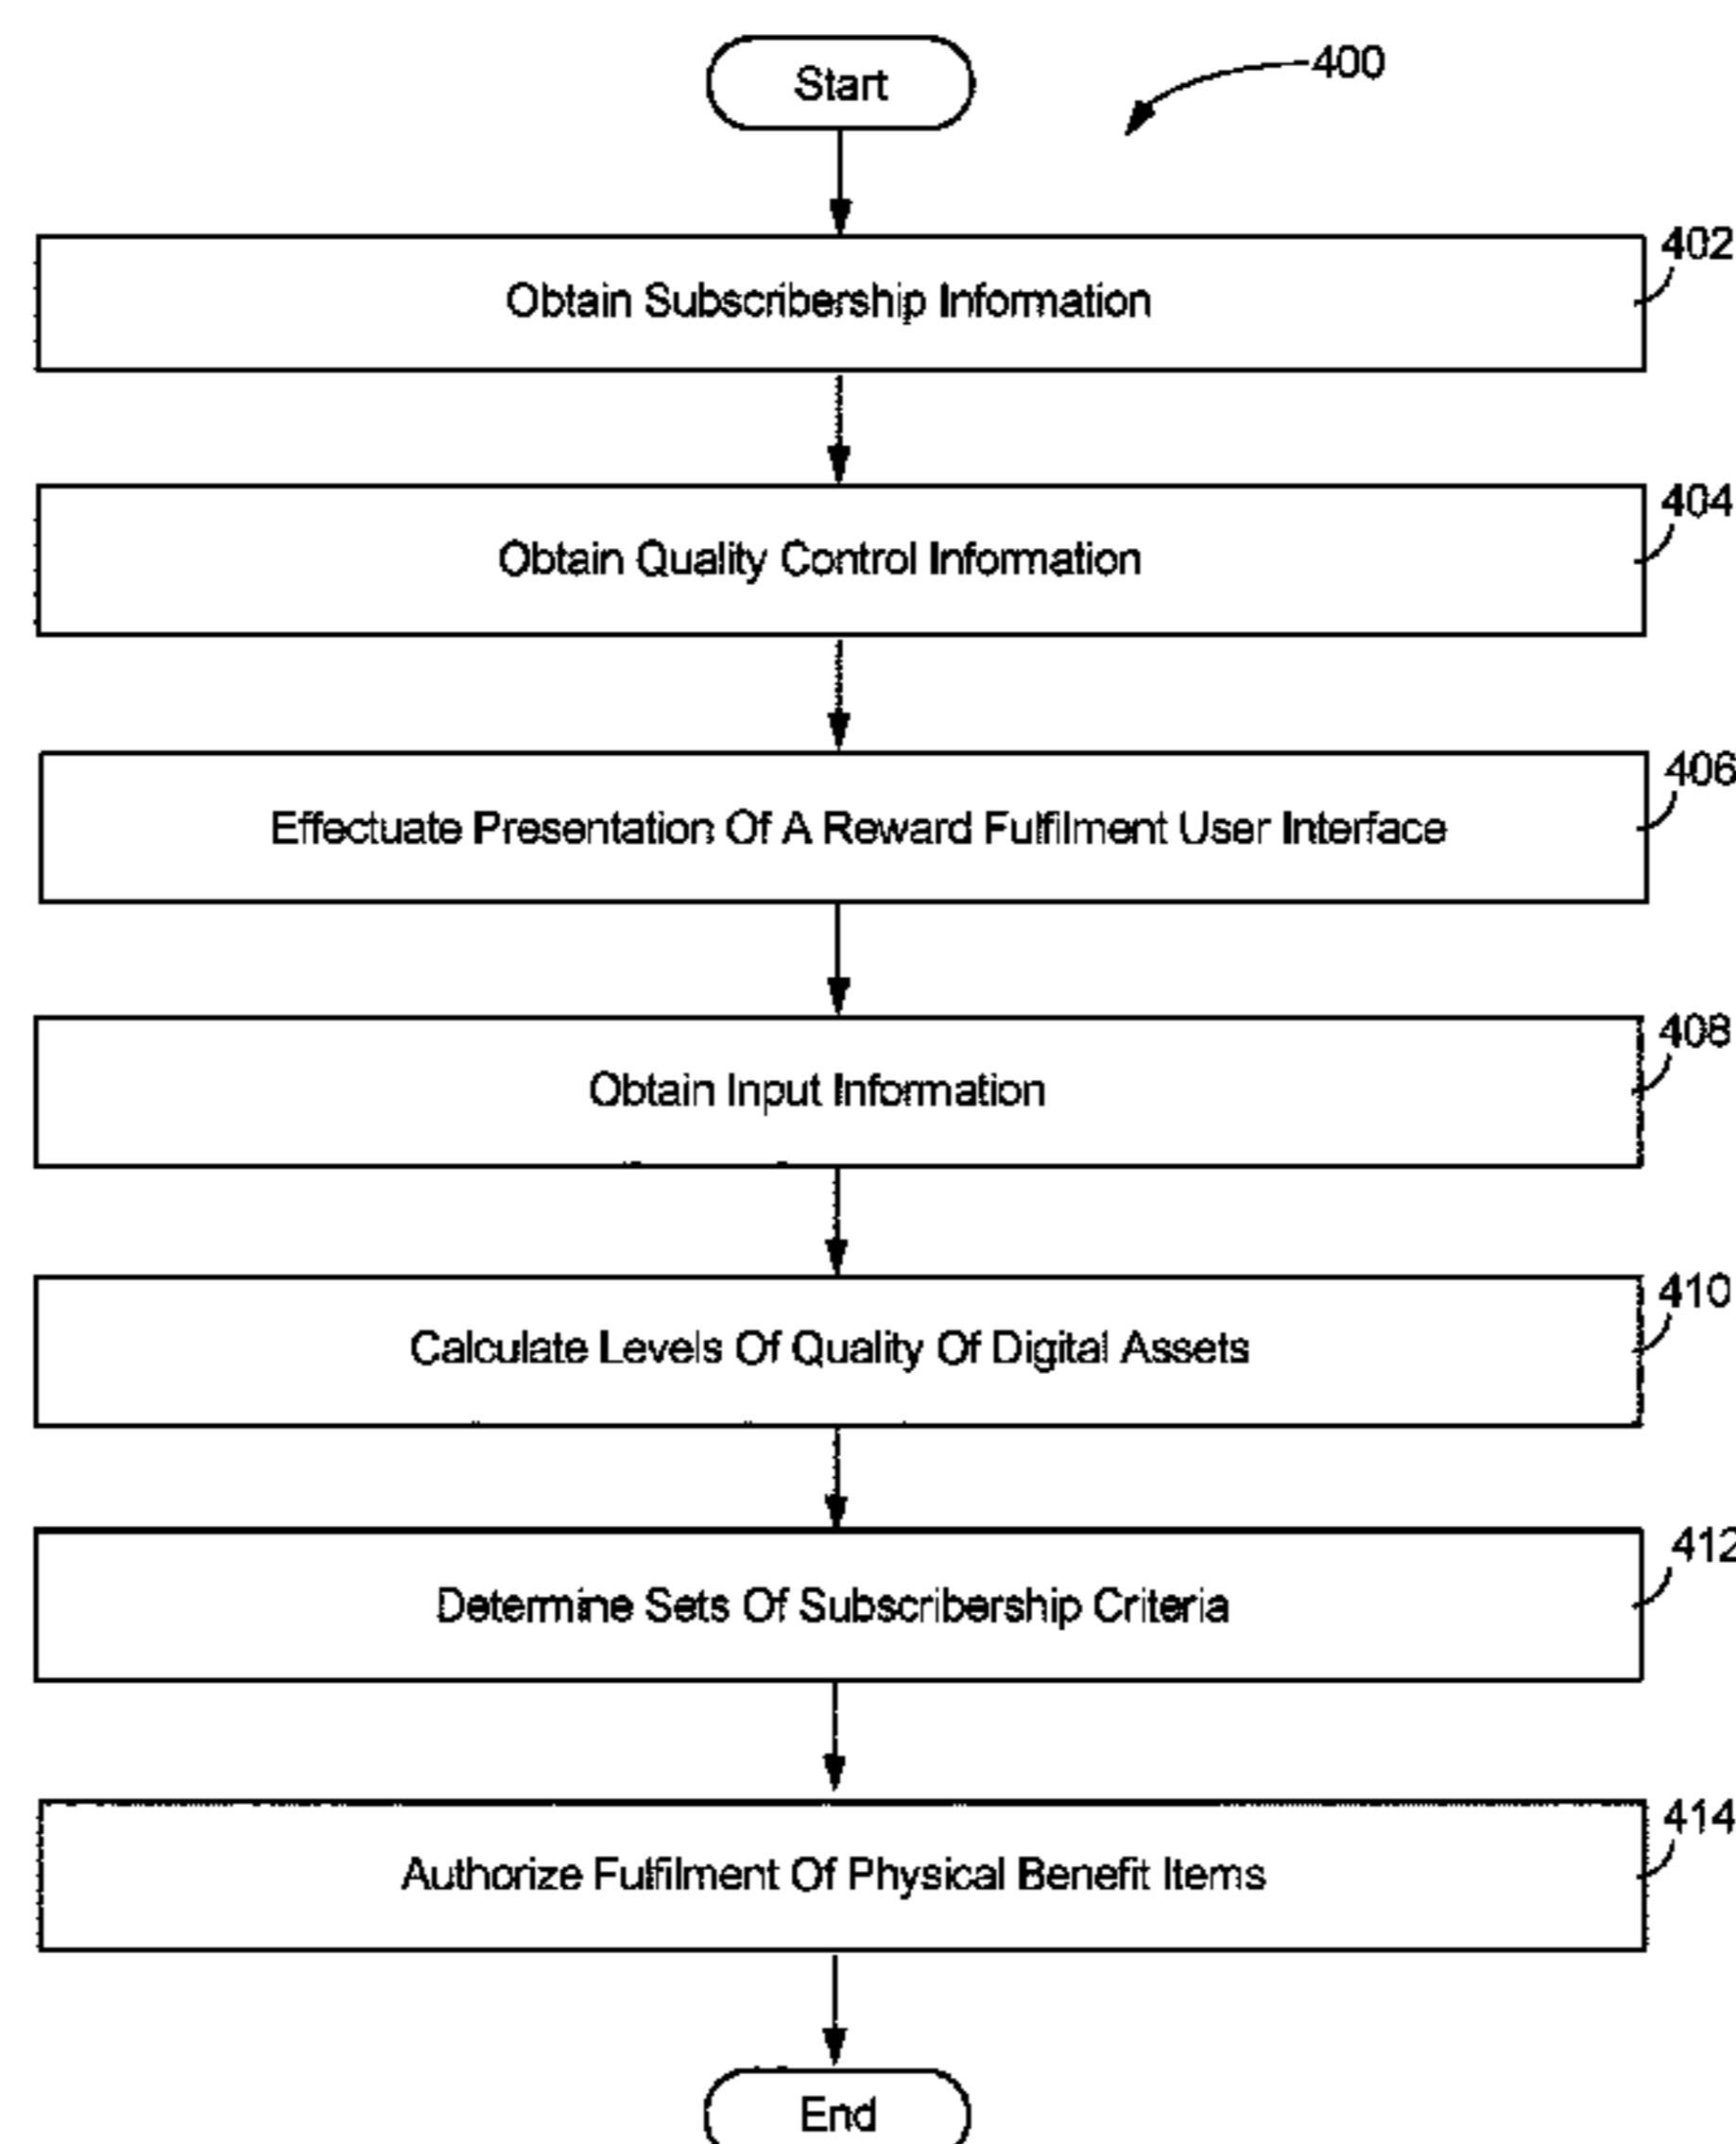 Start
400
402
Obtain Subscribership Information
404
Obtain Quality Control Information
406
Effectuate Presentation Of A Reward Fulfilment User Interface
408
Obtain Input Information
410
Calculate Levels Of Quality Of Digital Assets
412
Determine Sets Of Subscribership Criteria
414
Authorize Fulfilment Of Physical Benefit Items
End